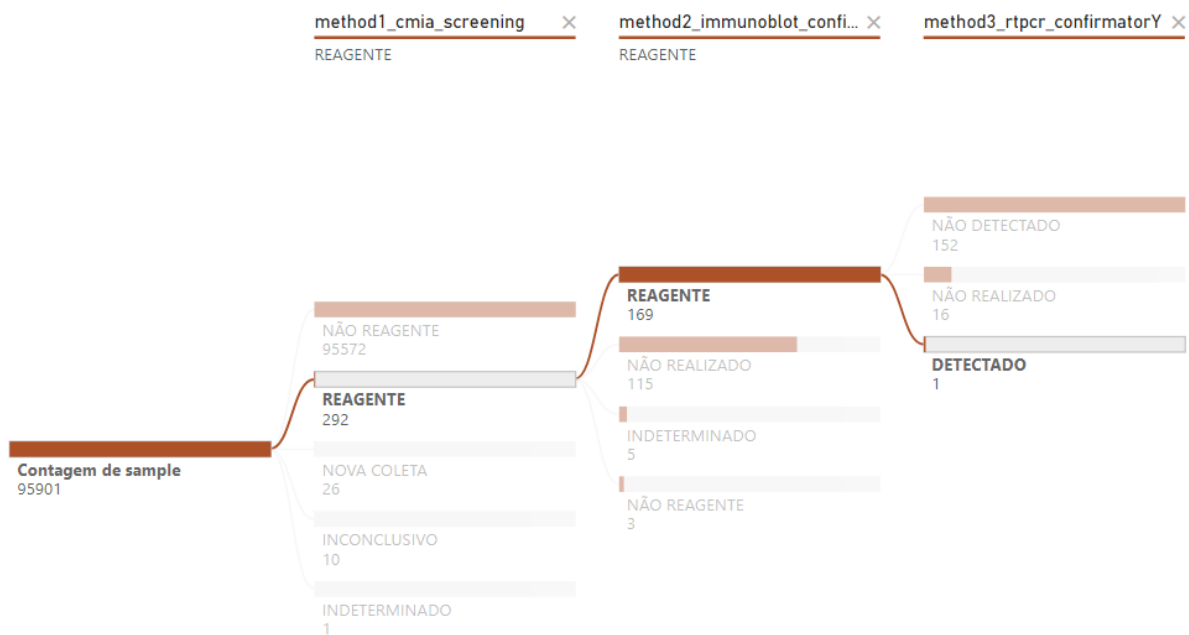 method1_cmia_screening
REAGENTE
method2_immunoblot_confi...
REAGENTE
method3_rtpcr_confirmatorY
Contagem de sample
95901
NÃO REAGENTE
95572
REAGENTE
292
NOVA COLETA
26
INCONCLUSIVO
10
INDETERMINADO
1
REAGENTE
169
NÃO REALIZADO
115
INDETERMINADO
5
NÃO REAGENTE
3
NÃO DETECTADO
152
NÃO REALIZADO
16
DETECTADO
1